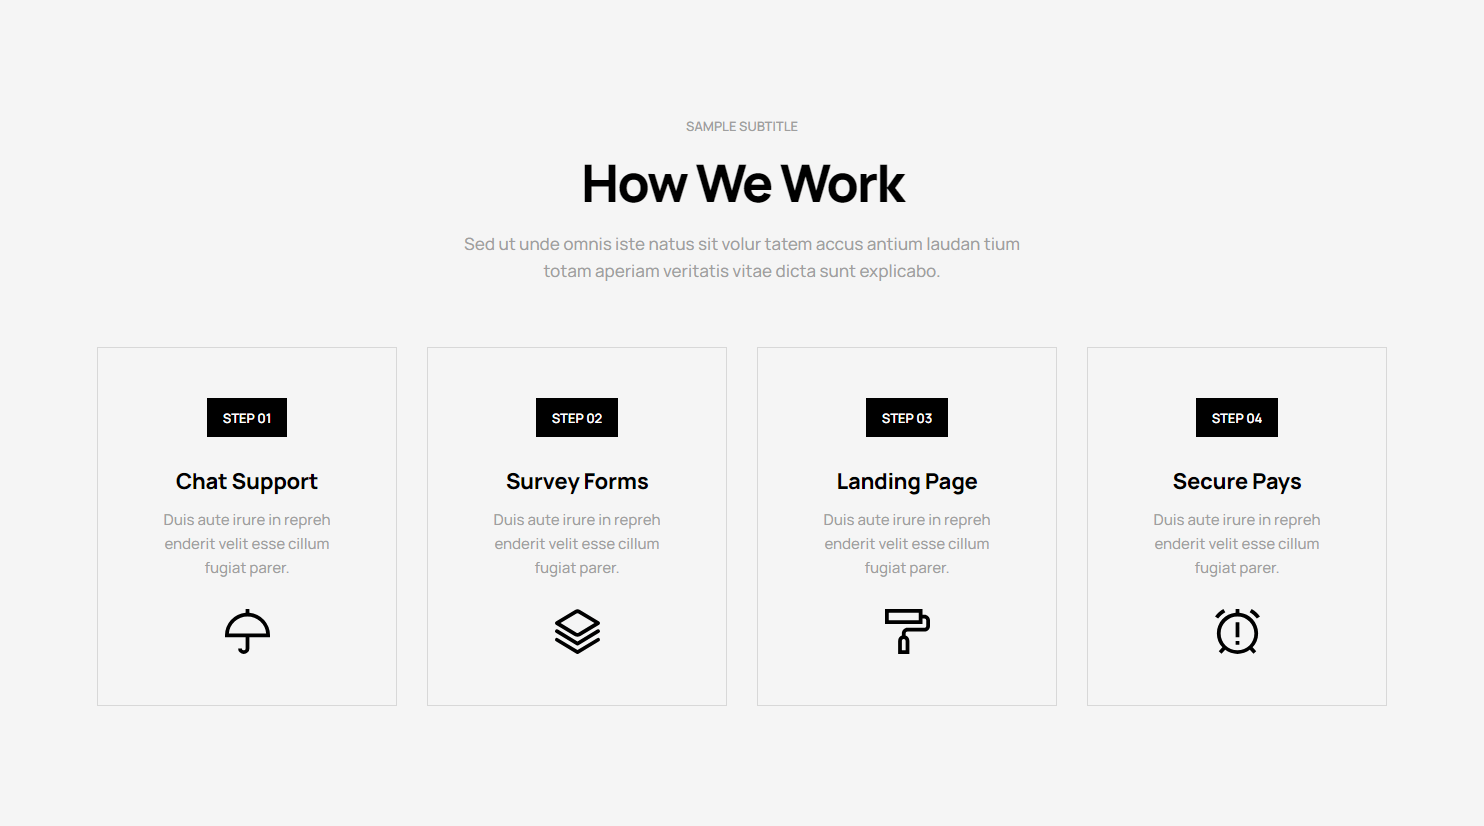 SAMPLE SUBTITLE
How We Work
Sed ut unde omnis iste natus sit volur tatem accus antium laudan tium
totam aperiam veritatis vitae dicta sunt explicabo.
STEP 01
Chat Support
Duis aute irure in repreh
enderit velit esse cillum
fugiat parer.
STEP 02
Survey Forms
Duis aute irure in repreh
enderit velit esse cillum
fugiat parer.
STEP 03
Landing Page
Duis aute irure in repreh
enderit velit esse cillum
fugiat parer.
STEP 04
Secure Pays
Duis aute irure in repreh
enderit velit esse cillum
fugiat parer.